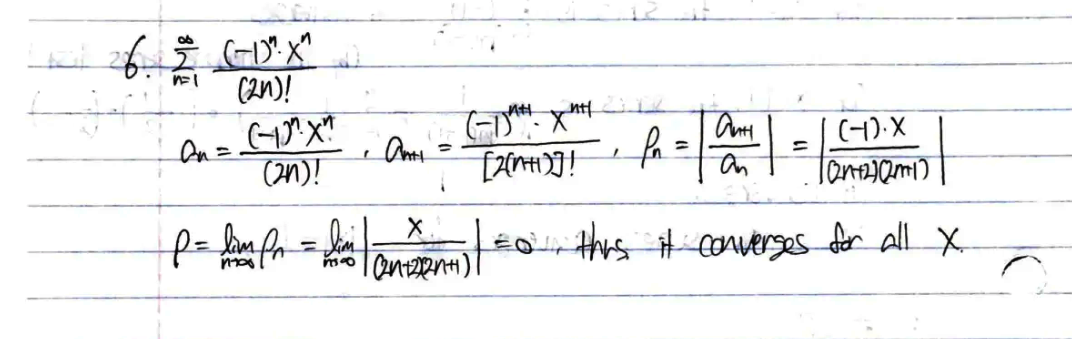 6. $\sum_{n=1}^{\infty} \frac{(-1)^n \cdot x^n}{(2n)!}$
$a_n = \frac{(-1)^n \cdot x^n}{(2n)!}$, $a_{n+1} = \frac{(-1)^{n+1} \cdot x^{n+1}}{[2(n+1)]!}$, $\rho_n = \left| \frac{a_{n+1}}{a_n} \right| = \left| \frac{(-1) \cdot x}{(2n+2)(2n+1)} \right|$
$\rho = \lim_{n \to \infty} \rho_n = \lim_{n \to \infty} \left| \frac{x}{(2n+2)(2n+1)} \right| = 0$, thus it converges for all x.